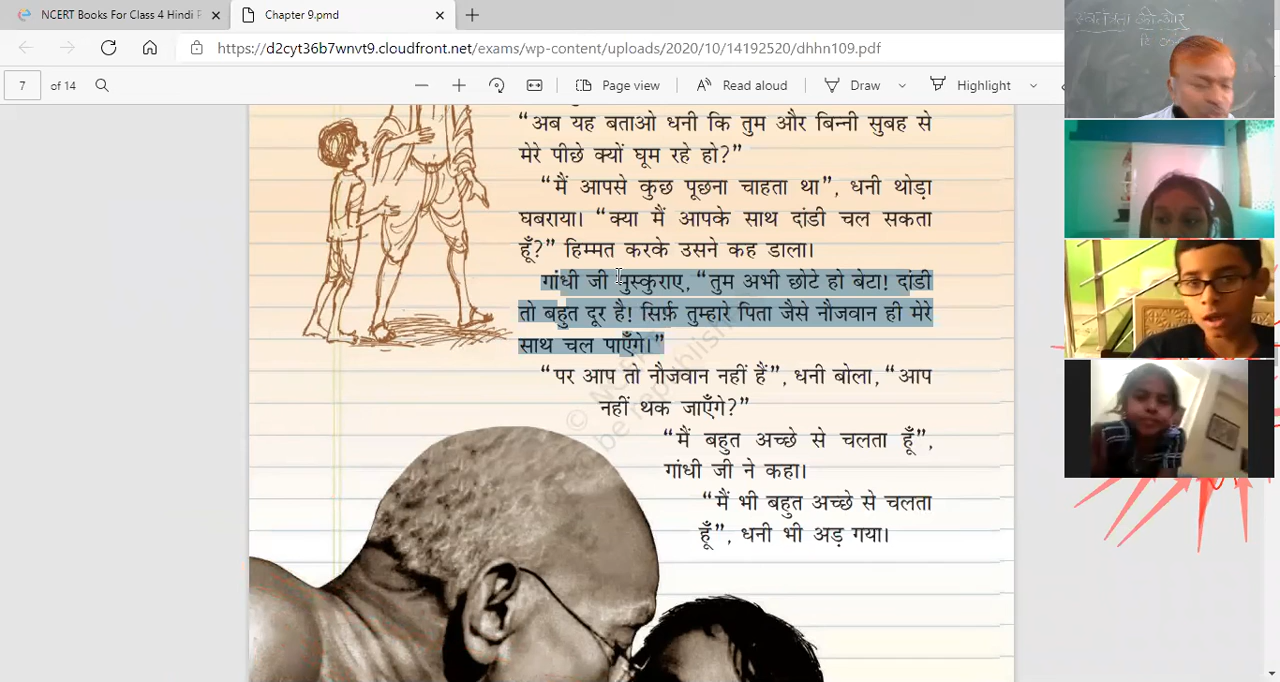 NCERT Books For Class 4 Hindi
Chapter 9.pmd
https://d2cyt36b7wnvt9.cloudfront.net/exams/wp-content/uploads/2020/10/14192520/dhhn109.pdf
7 of 14
Page view
Read aloud
Draw
Highlight
“अब यह बताओ धनी कि तुम और बिन्नी सुबह से
मेरे पीछे क्यों घूम रहे हो?”
“मैं आपसे कुछ पूछना चाहता था”, धनी थोड़ा
घबराया। “क्या मैं आपके साथ दांडी चल सकता
हूँ?” हिम्मत करके उसने कह डाला।
गांधी जी मुस्कुराए, “तुम अभी छोटे हो बेटा! दांडी
तो बहुत दूर है! सिर्फ़ तुम्हारे पिता जैसे नौजवान ही मेरे
साथ चल पाएँगे।”
“पर आप तो नौजवान नहीं हैं”, धनी बोला, “आप
नहीं थक जाएँगे?”
“मैं बहुत अच्छे से चलता हूँ”,
गांधी जी ने कहा।
“मैं भी बहुत अच्छे से चलता
हूँ”, धनी भी अड़ गया।